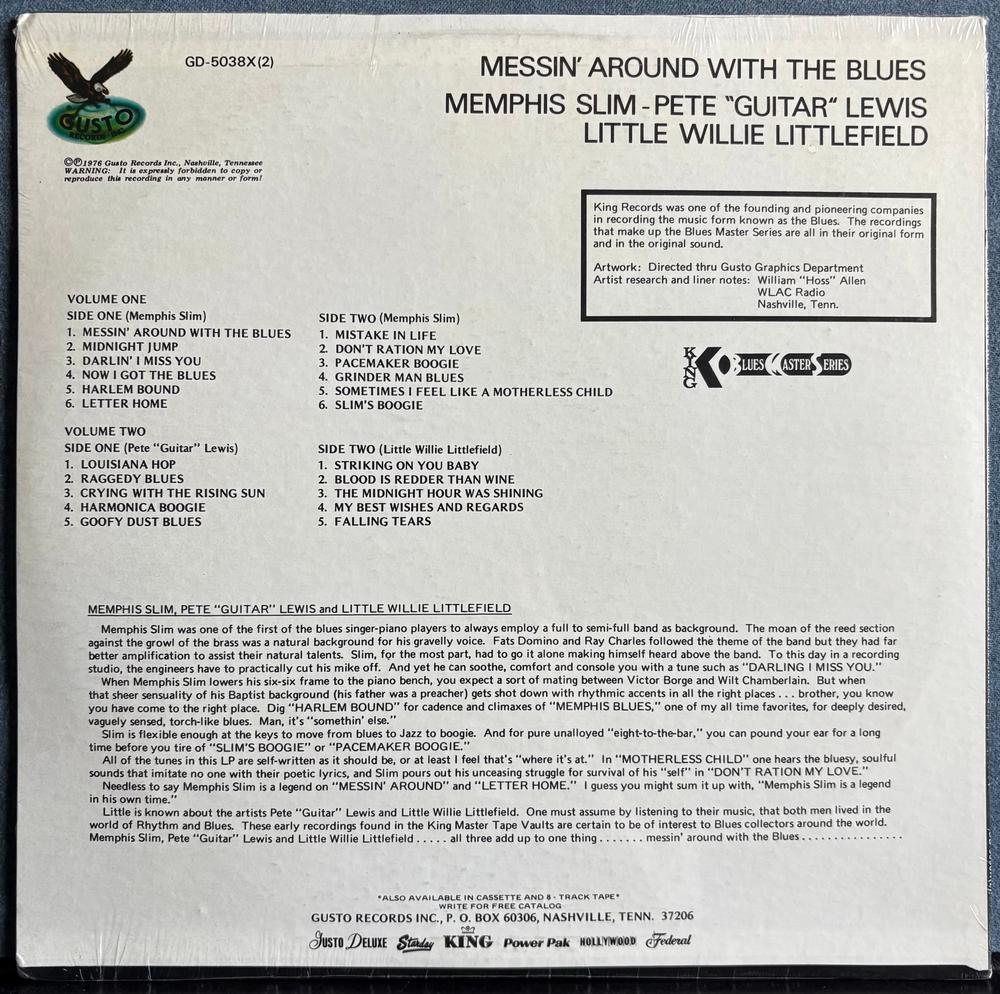 GUSTO
RECORDS INC.
GD-5038X(2)
MESSIN' AROUND WITH THE BLUES
MEMPHIS SLIM - PETE "GUITAR" LEWIS
LITTLE WILLIE LITTLEFIELD
©℗1976 Gusto Records Inc., Nashville, Tennessee
WARNING: It is expressly forbidden to copy or
reproduce this recording in any manner or form!
King Records was one of the founding and pioneering companies
in recording the music form known as the Blues. The recordings
that make up the Blues Master Series are all in their original form
and in the original sound.
Artwork: Directed thru Gusto Graphics Department
Artist research and liner notes: William "Hoss" Allen
WLAC Radio
Nashville, Tenn.
KING BLUES MASTER SERIES
VOLUME ONE
SIDE ONE (Memphis Slim)
1. MESSIN' AROUND WITH THE BLUES
2. MIDNIGHT JUMP
3. DARLIN' I MISS YOU
4. NOW I GOT THE BLUES
5. HARLEM BOUND
6. LETTER HOME
SIDE TWO (Memphis Slim)
1. MISTAKE IN LIFE
2. DON'T RATION MY LOVE
3. PACEMAKER BOOGIE
4. GRINDER MAN BLUES
5. SOMETIMES I FEEL LIKE A MOTHERLESS CHILD
6. SLIM'S BOOGIE
VOLUME TWO
SIDE ONE (Pete "Guitar" Lewis)
1. LOUISIANA HOP
2. RAGGEDY BLUES
3. CRYING WITH THE RISING SUN
4. HARMONICA BOOGIE
5. GOOFY DUST BLUES
SIDE TWO (Little Willie Littlefield)
1. STRIKING ON YOU BABY
2. BLOOD IS REDDER THAN WINE
3. THE MIDNIGHT HOUR WAS SHINING
4. MY BEST WISHES AND REGARDS
5. FALLING TEARS
MEMPHIS SLIM, PETE "GUITAR" LEWIS and LITTLE WILLIE LITTLEFIELD
Memphis Slim was one of the first of the blues singer-piano players to always employ a full to semi-full band as background. The moan of the reed section
against the growl of the brass was a natural background for his gravelly voice. Fats Domino and Ray Charles followed the theme of the band but they had far
better amplification to assist their natural talents. Slim, for the most part, had to go it alone making himself heard above the band. To this day in a recording
studio, the engineers have to practically cut his mike off. And yet he can soothe, comfort and console you with a tune such as "DARLING I MISS YOU."
When Memphis Slim lowers his six-six frame to the piano bench, you expect a sort of mating between Victor Borge and Wilt Chamberlain. But when
that sheer sensuality of his Baptist background (his father was a preacher) gets shot down with rhythmic accents in all the right places . . . brother, you know
you have come to the right place. Dig "HARLEM BOUND" for cadence and climaxes of "MEMPHIS BLUES," one of my all time favorites, for deeply desired,
vaguely sensed, torch-like blues. Man, it's "somethin' else."
Slim is flexible enough at the keys to move from blues to Jazz to boogie. And for pure unalloyed "eight-to-the-bar," you can pound your ear for a long
time before you tire of "SLIM'S BOOGIE" or "PACEMAKER BOOGIE."
All of the tunes in this LP are self-written as it should be, or at least I feel that's "where it's at." In "MOTHERLESS CHILD" one hears the bluesy, soulful
sounds that imitate no one with their poetic lyrics, and Slim pours out his unceasing struggle for survival of his "self" in "DON'T RATION MY LOVE."
Needless to say Memphis Slim is a legend on "MESSIN' AROUND" and "LETTER HOME." I guess you might sum it up with, "Memphis Slim is a legend
in his own time."
Little is known about the artists Pete "Guitar" Lewis and Little Willie Littlefield. One must assume by listening to their music, that both men lived in the
world of Rhythm and Blues. These early recordings found in the King Master Tape Vaults are certain to be of interest to Blues collectors around the world.
Memphis Slim, Pete "Guitar" Lewis and Little Willie Littlefield . . . . . all three add up to one thing . . . . . . . messin' around with the Blues . . . . . . . . . . . . . . . .
*ALSO AVAILABLE IN CASSETTE AND 8 - TRACK TAPE*
WRITE FOR FREE CATALOG
GUSTO RECORDS INC., P. O. BOX 60306, NASHVILLE, TENN. 37206
GUSTO DELUXE Starday KING Power Pak HOLLYWOOD Federal